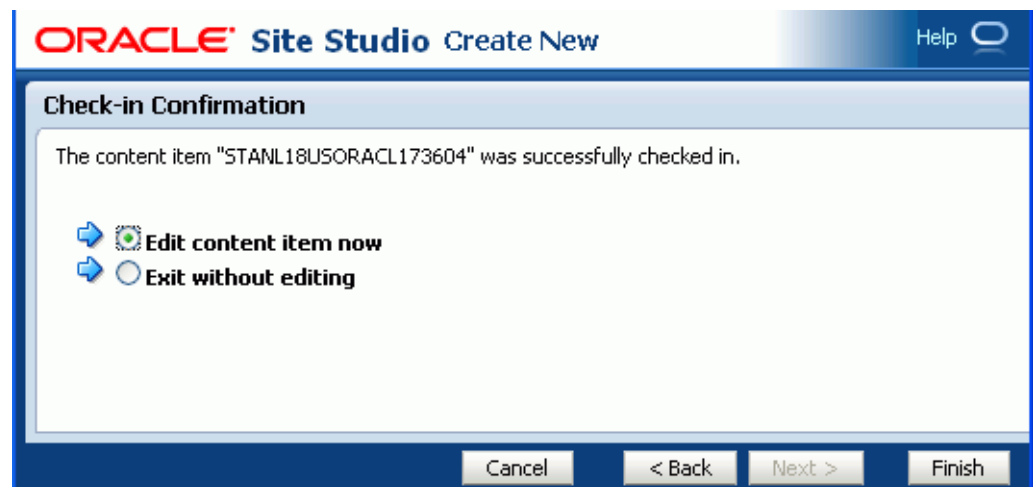 ORACLE Site Studio Create New Help
Check-in Confirmation
The content item "STANL18USORACL173604" was successfully checked in.
Edit content item now
Exit without editing
Cancel < Back Next > Finish